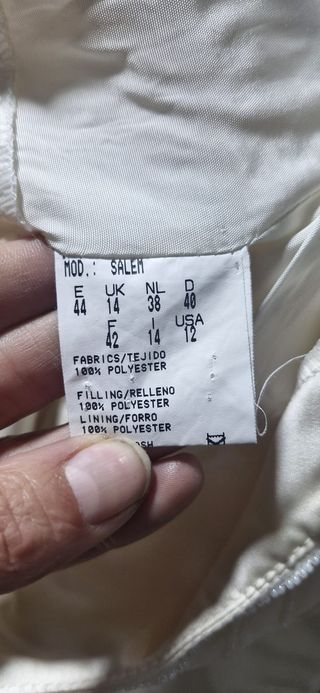 MOD.: SALEM
E UK NL D
44 14 38 40
F I USA
42 14 12
FABRICS/TEJIDO
100% POLYESTER
FILLING/RELLENO
100% POLYESTER
LINING/FORRO
100% POLYESTER